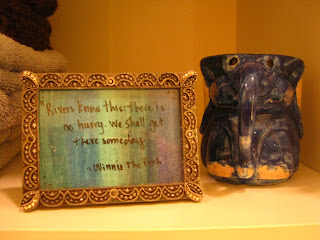 "Rivers know this: There is
no hurry. We shall get
there someday.
- Winnie the Pooh